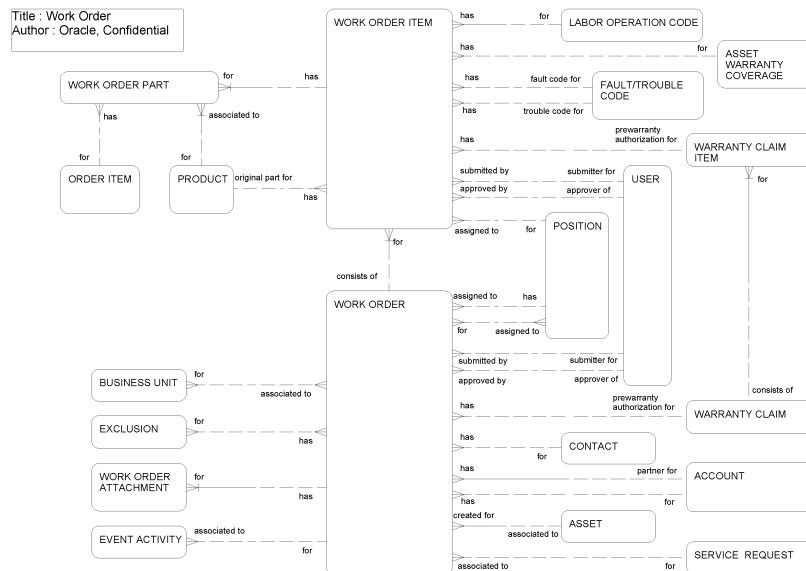 Title : Work Order
Author : Oracle, Confidential
WORK ORDER ITEM
has
for
LABOR OPERATION CODE
has
for
ASSET
WARRANTY
COVERAGE
WORK ORDER PART
for
has
has
fault code for
FAULT/TROUBLE
CODE
has
trouble code for
has
associated to
has
prewarranty
authorization for
WARRANTY CLAIM
ITEM
for
for
for
ORDER ITEM
PRODUCT
original part for
has
submitted by
submitter for
USER
approved by
approver of
assigned to
for
POSITION
for
consists of
WORK ORDER
assigned to
has
for
assigned to
submitted by
submitter for
approved by
approver of
BUSINESS UNIT
for
associated to
consists of
has
prewarranty
authorization for
WARRANTY CLAIM
EXCLUSION
for
has
has
for
CONTACT
WORK ORDER
ATTACHMENT
for
has
has
partner for
ACCOUNT
has
for
EVENT ACTIVITY
associated to
for
created for
associated to
ASSET
associated to
for
SERVICE REQUEST